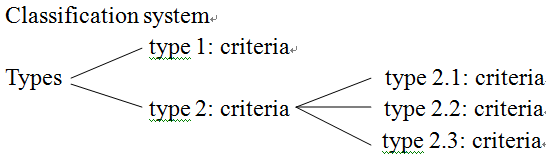 Classification system
type 1: criteria
Types
type 2: criteria
type 2.1: criteria
type 2.2: criteria
type 2.3: criteria